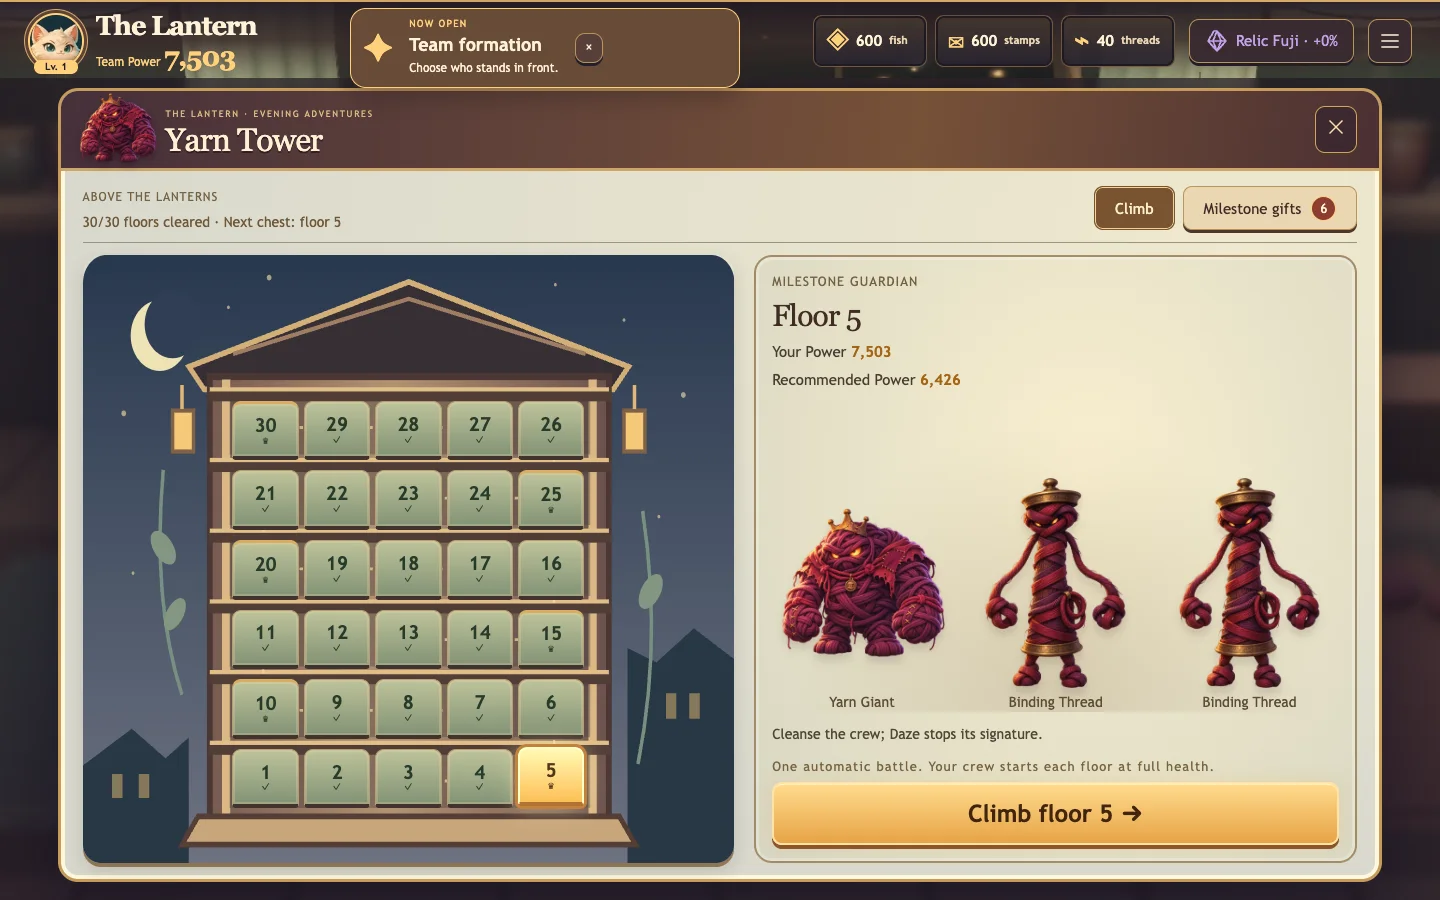 The Lantern
Team Power 7,503
Lv. 1
NOW OPEN
Team formation
Choose who stands in front.
×
600 fish
600 stamps
40 threads
Relic Fuji · +0%
THE LANTERN · EVENING ADVENTURES
Yarn Tower
ABOVE THE LANTERNS
30/30 floors cleared · Next chest: floor 5
Climb
Milestone gifts 6
30 29 28 27 26
21 22 23 24 25
20 19 18 17 16
11 12 13 14 15
10 9 8 7 6
1 2 3 4 5
MILESTONE GUARDIAN
Floor 5
Your Power 7,503
Recommended Power 6,426
Yarn Giant
Binding Thread
Binding Thread
Cleanse the crew; Daze stops its signature.
One automatic battle. Your crew starts each floor at full health.
Climb floor 5 →